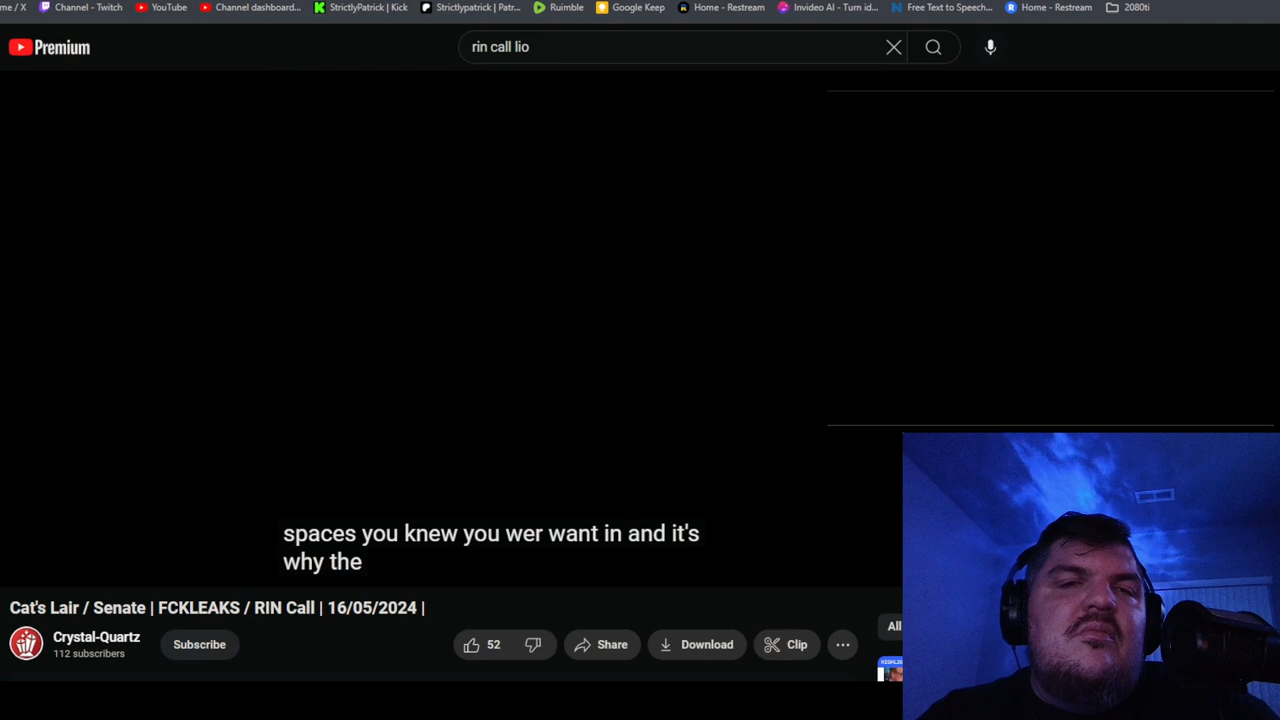 me / X Channel - Twitch YouTube Channel dashboard... StrictlyPatrick | Kick Strictlypatrick | Patr... Rumble Google Keep Home - Restream Invideo AI - Turn id... Free Text to Speech... Home - Restream 2080ti
Premium
rin call lio
spaces you knew you wer want in and it's
why the
Cat's Lair / Senate | FCKLEAKS / RIN Call | 16/05/2024 |
Crystal-Quartz
112 subscribers
Subscribe
52
Share
Download
Clip
All